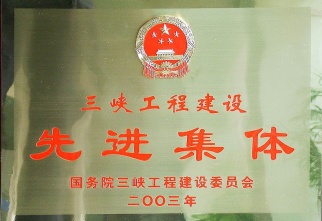 三峡工程建设
先进集体
国务院三峡工程建设委员会
二〇〇三年